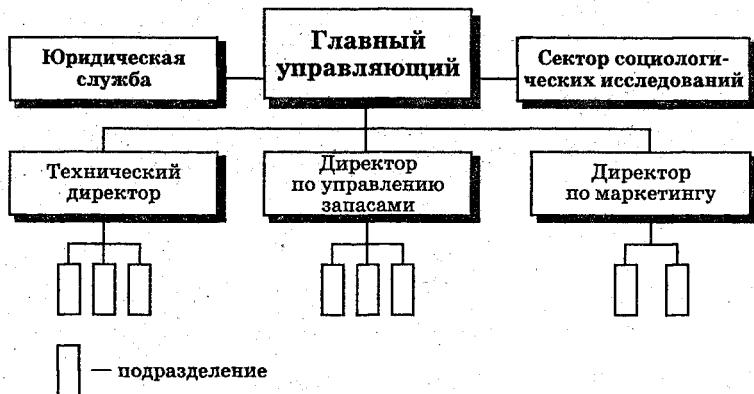 Главный
управляющий
Юридическая
служба
Сектор социологи-
ческих исследований
Технический
директор
Директор
по управлению
запасами
Директор
по маркетингу
— подразделение